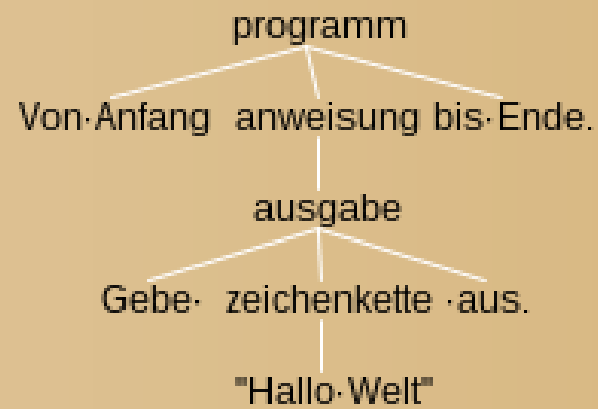 programm
Von·Anfang anweisung bis·Ende.
ausgabe
Gebe· zeichenkette ·aus.
"Hallo·Welt"